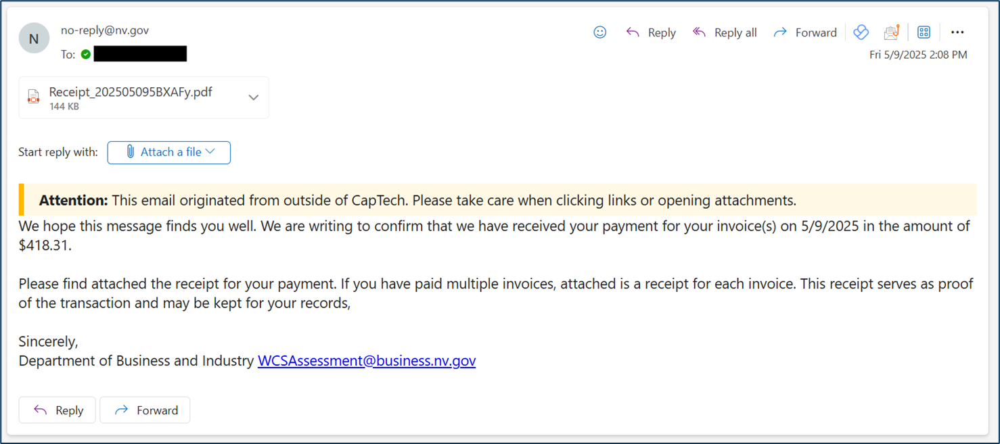 N
no-reply@nv.gov
Reply
Reply all
Forward
To:
Fri 5/9/2025 2:08 PM
Receipt_202505095BXAFy.pdf
144 KB
Start reply with:
Attach a file
Attention: This email originated from outside of CapTech. Please take care when clicking links or opening attachments.
We hope this message finds you well. We are writing to confirm that we have received your payment for your invoice(s) on 5/9/2025 in the amount of
$418.31.
Please find attached the receipt for your payment. If you have paid multiple invoices, attached is a receipt for each invoice. This receipt serves as proof
of the transaction and may be kept for your records,
Sincerely,
Department of Business and Industry WCSAssessment@business.nv.gov
Reply
Forward